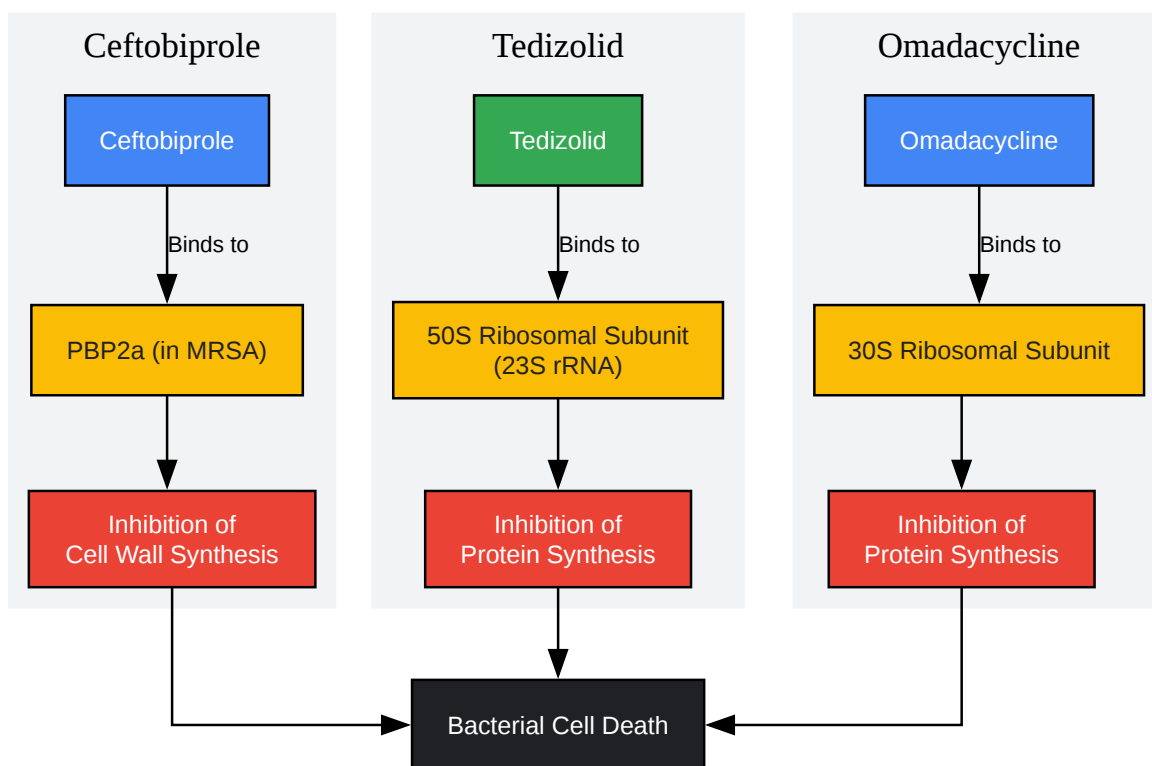 Ceftobiprole
Tedizolid
Omadacycline
Ceftobiprole
Tedizolid
Omadacycline
Binds to
Binds to
Binds to
PBP2a (in MRSA)
50S Ribosomal Subunit
(23S rRNA)
30S Ribosomal Subunit
Inhibition of
Cell Wall Synthesis
Inhibition of
Protein Synthesis
Inhibition of
Protein Synthesis
Bacterial Cell Death